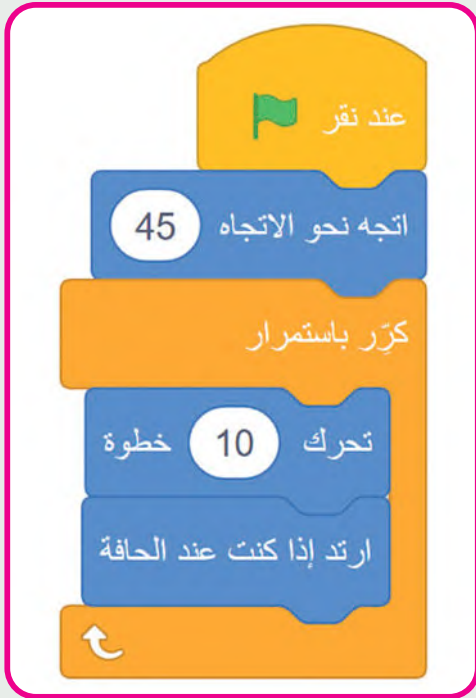 عند نقر
اتجه نحو الاتجاه 45
كرِّر باستمرار
تحرك 10 خطوة
ارتد إذا كنت عند الحافة